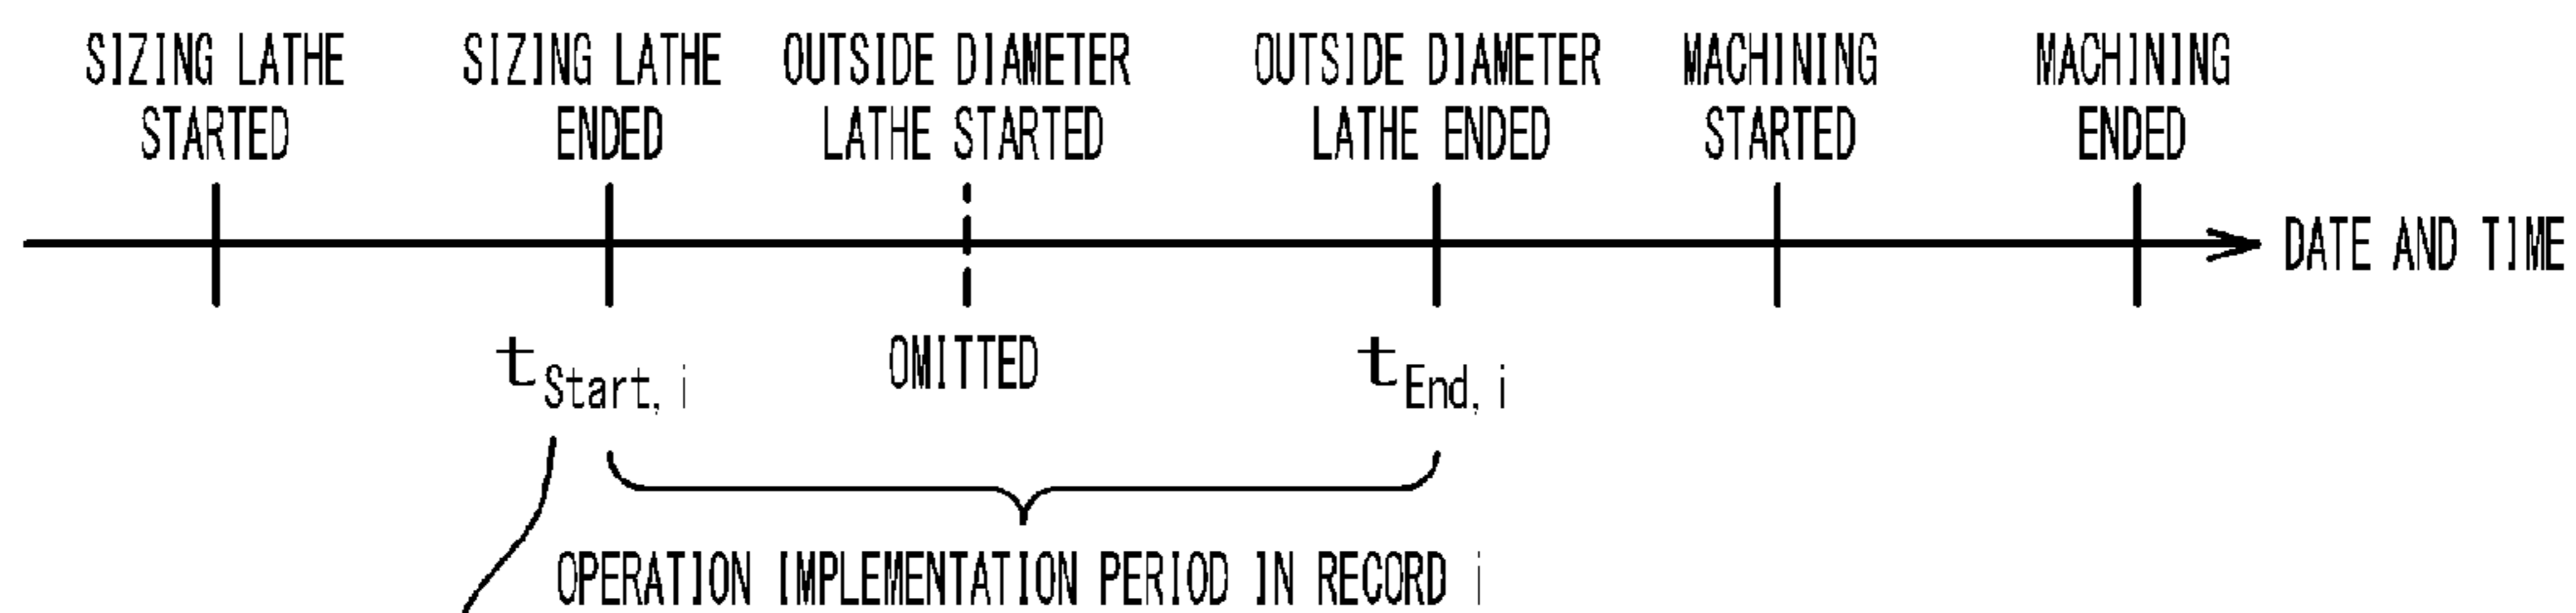 SIZING LATHE
STARTED
SIZING LATHE
ENDED
OUTSIDE DIAMETER
LATHE STARTED
OUTSIDE DIAMETER
LATHE ENDED
MACHINING
STARTED
MACHINING
ENDED
DATE AND TIME
tStart, i
OMITTED
tEnd, i
OPERATION IMPLEMENTATION PERIOD IN RECORD i